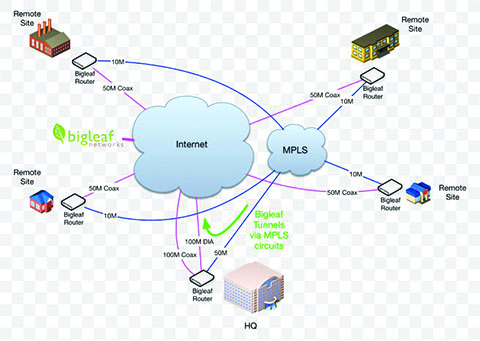 Remote
Site
Remote
Site
Bigleaf
Router
10M
50M Coax
50M Coax
10M
Bigleaf
Router
bigleaf
networks
Internet
MPLS
Remote
Site
50M Coax
Bigleaf
Router
10M
10M
50M Coax
Bigleaf
Router
Remote
Site
Bigleaf
Tunnels
via MPLS
circuits
100M DIA
100M Coax
50M
Bigleaf
Router
HQ